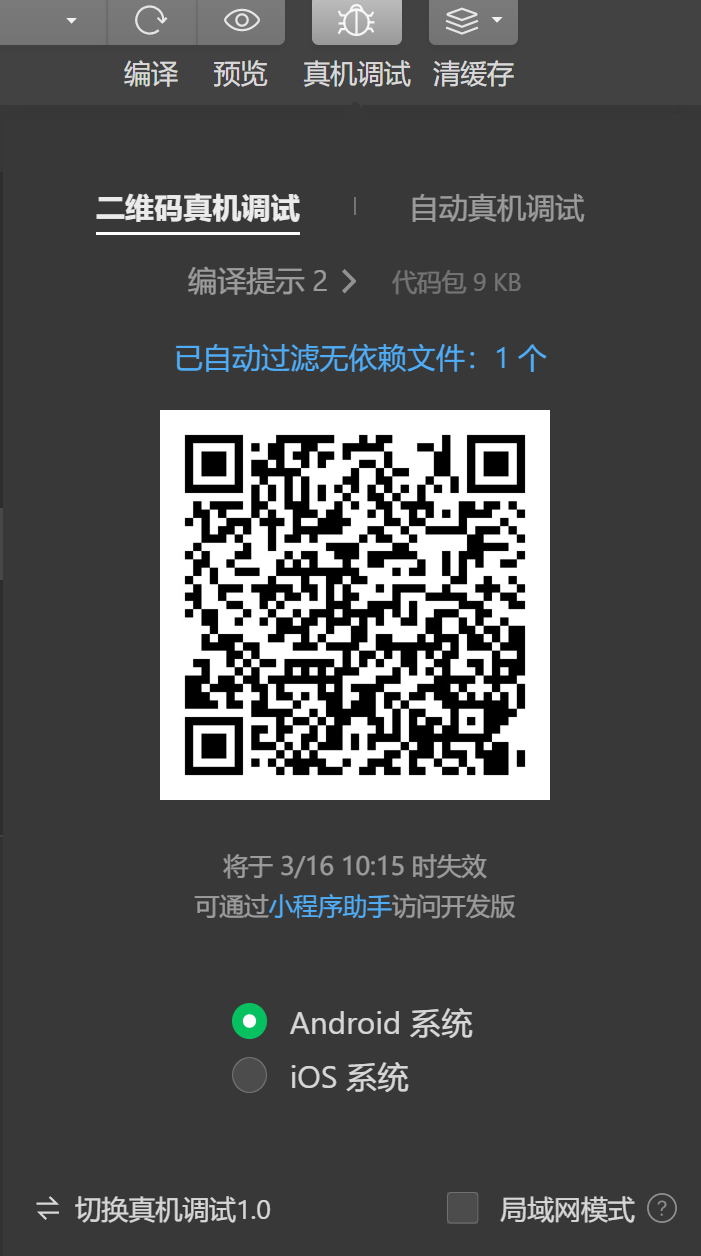 编译 预览 真机调试 清缓存
二维码真机调试 自动真机调试
编译提示 2 代码包 9 KB
已自动过滤无依赖文件：1 个
将于 3/16 10:15 时失效
可通过小程序助手访问开发版
Android 系统
iOS 系统
切换真机调试1.0 局域网模式 ?